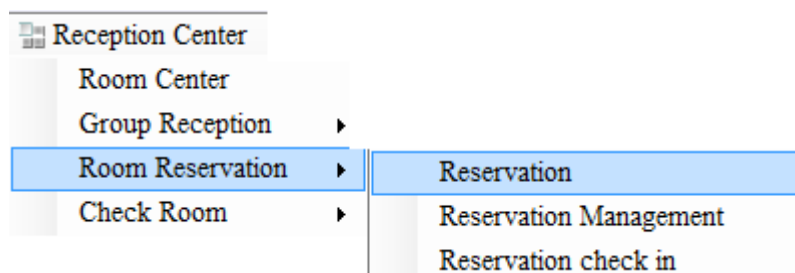 Reception Center
Room Center
Group Reception
Room Reservation
Check Room
Reservation
Reservation Management
Reservation check in